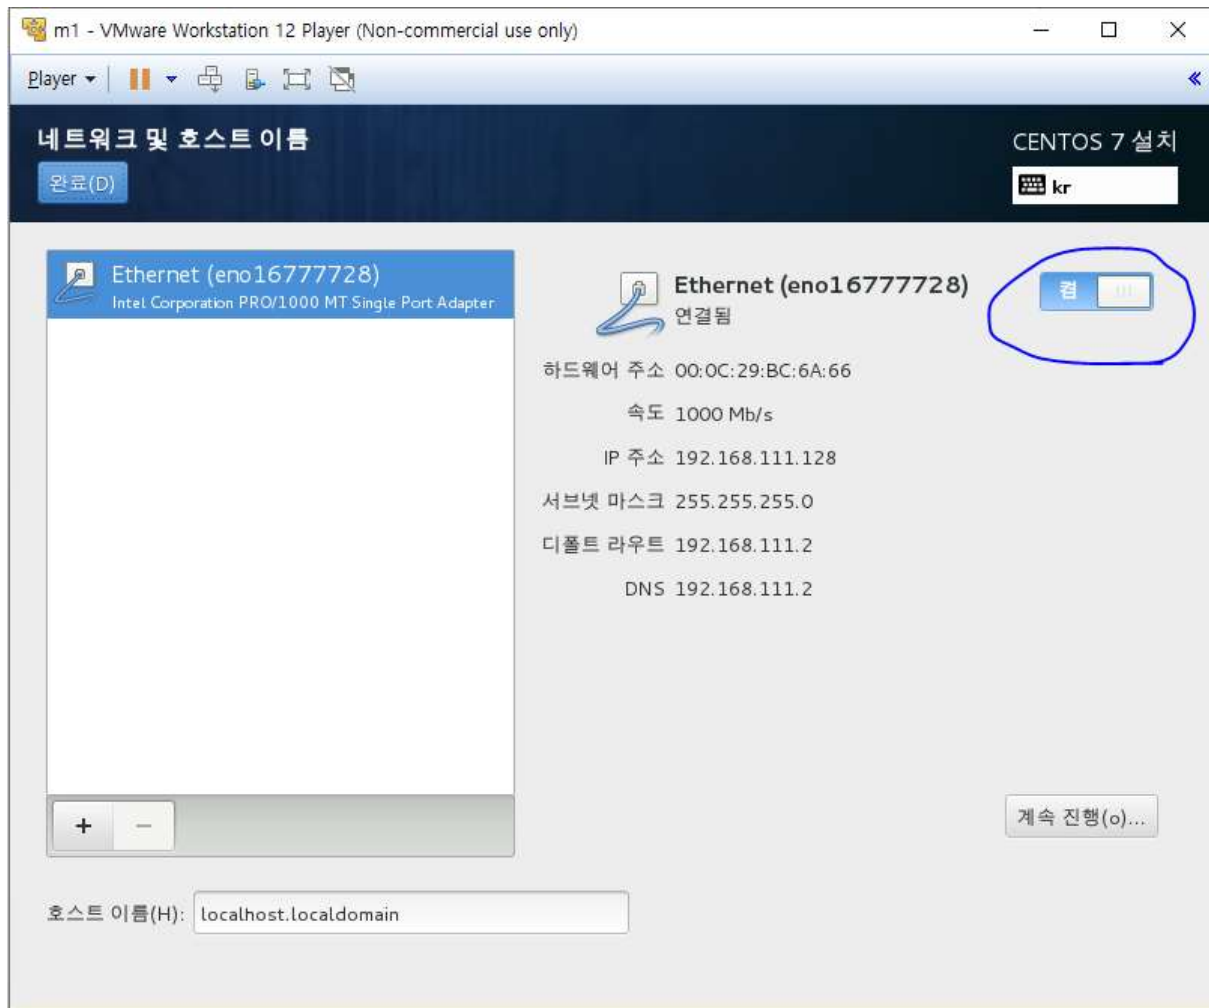 m1 - VMware Workstation 12 Player (Non-commercial use only)
Player
네트워크 및 호스트 이름
CENTOS 7 설치
완료(D)
kr
Ethernet (eno16777728)
Intel Corporation PRO/1000 MT Single Port Adapter
Ethernet (eno16777728)
연결됨
켬
하드웨어 주소 00:0C:29:BC:6A:66
속도 1000 Mb/s
IP 주소 192.168.111.128
서브넷 마스크 255.255.255.0
디폴트 라우트 192.168.111.2
DNS 192.168.111.2
+ −
계속 진행(o)...
호스트 이름(H): localhost.localdomain